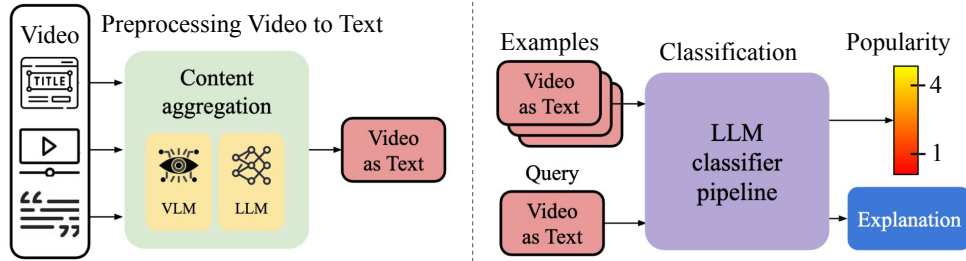 Preprocessing Video to Text
Video
TITLE
Content
aggregation
VLM
LLM
Video
as Text
Examples
Video
as Text
Query
Video
as Text
Classification
LLM
classifier
pipeline
Popularity
4
1
Explanation